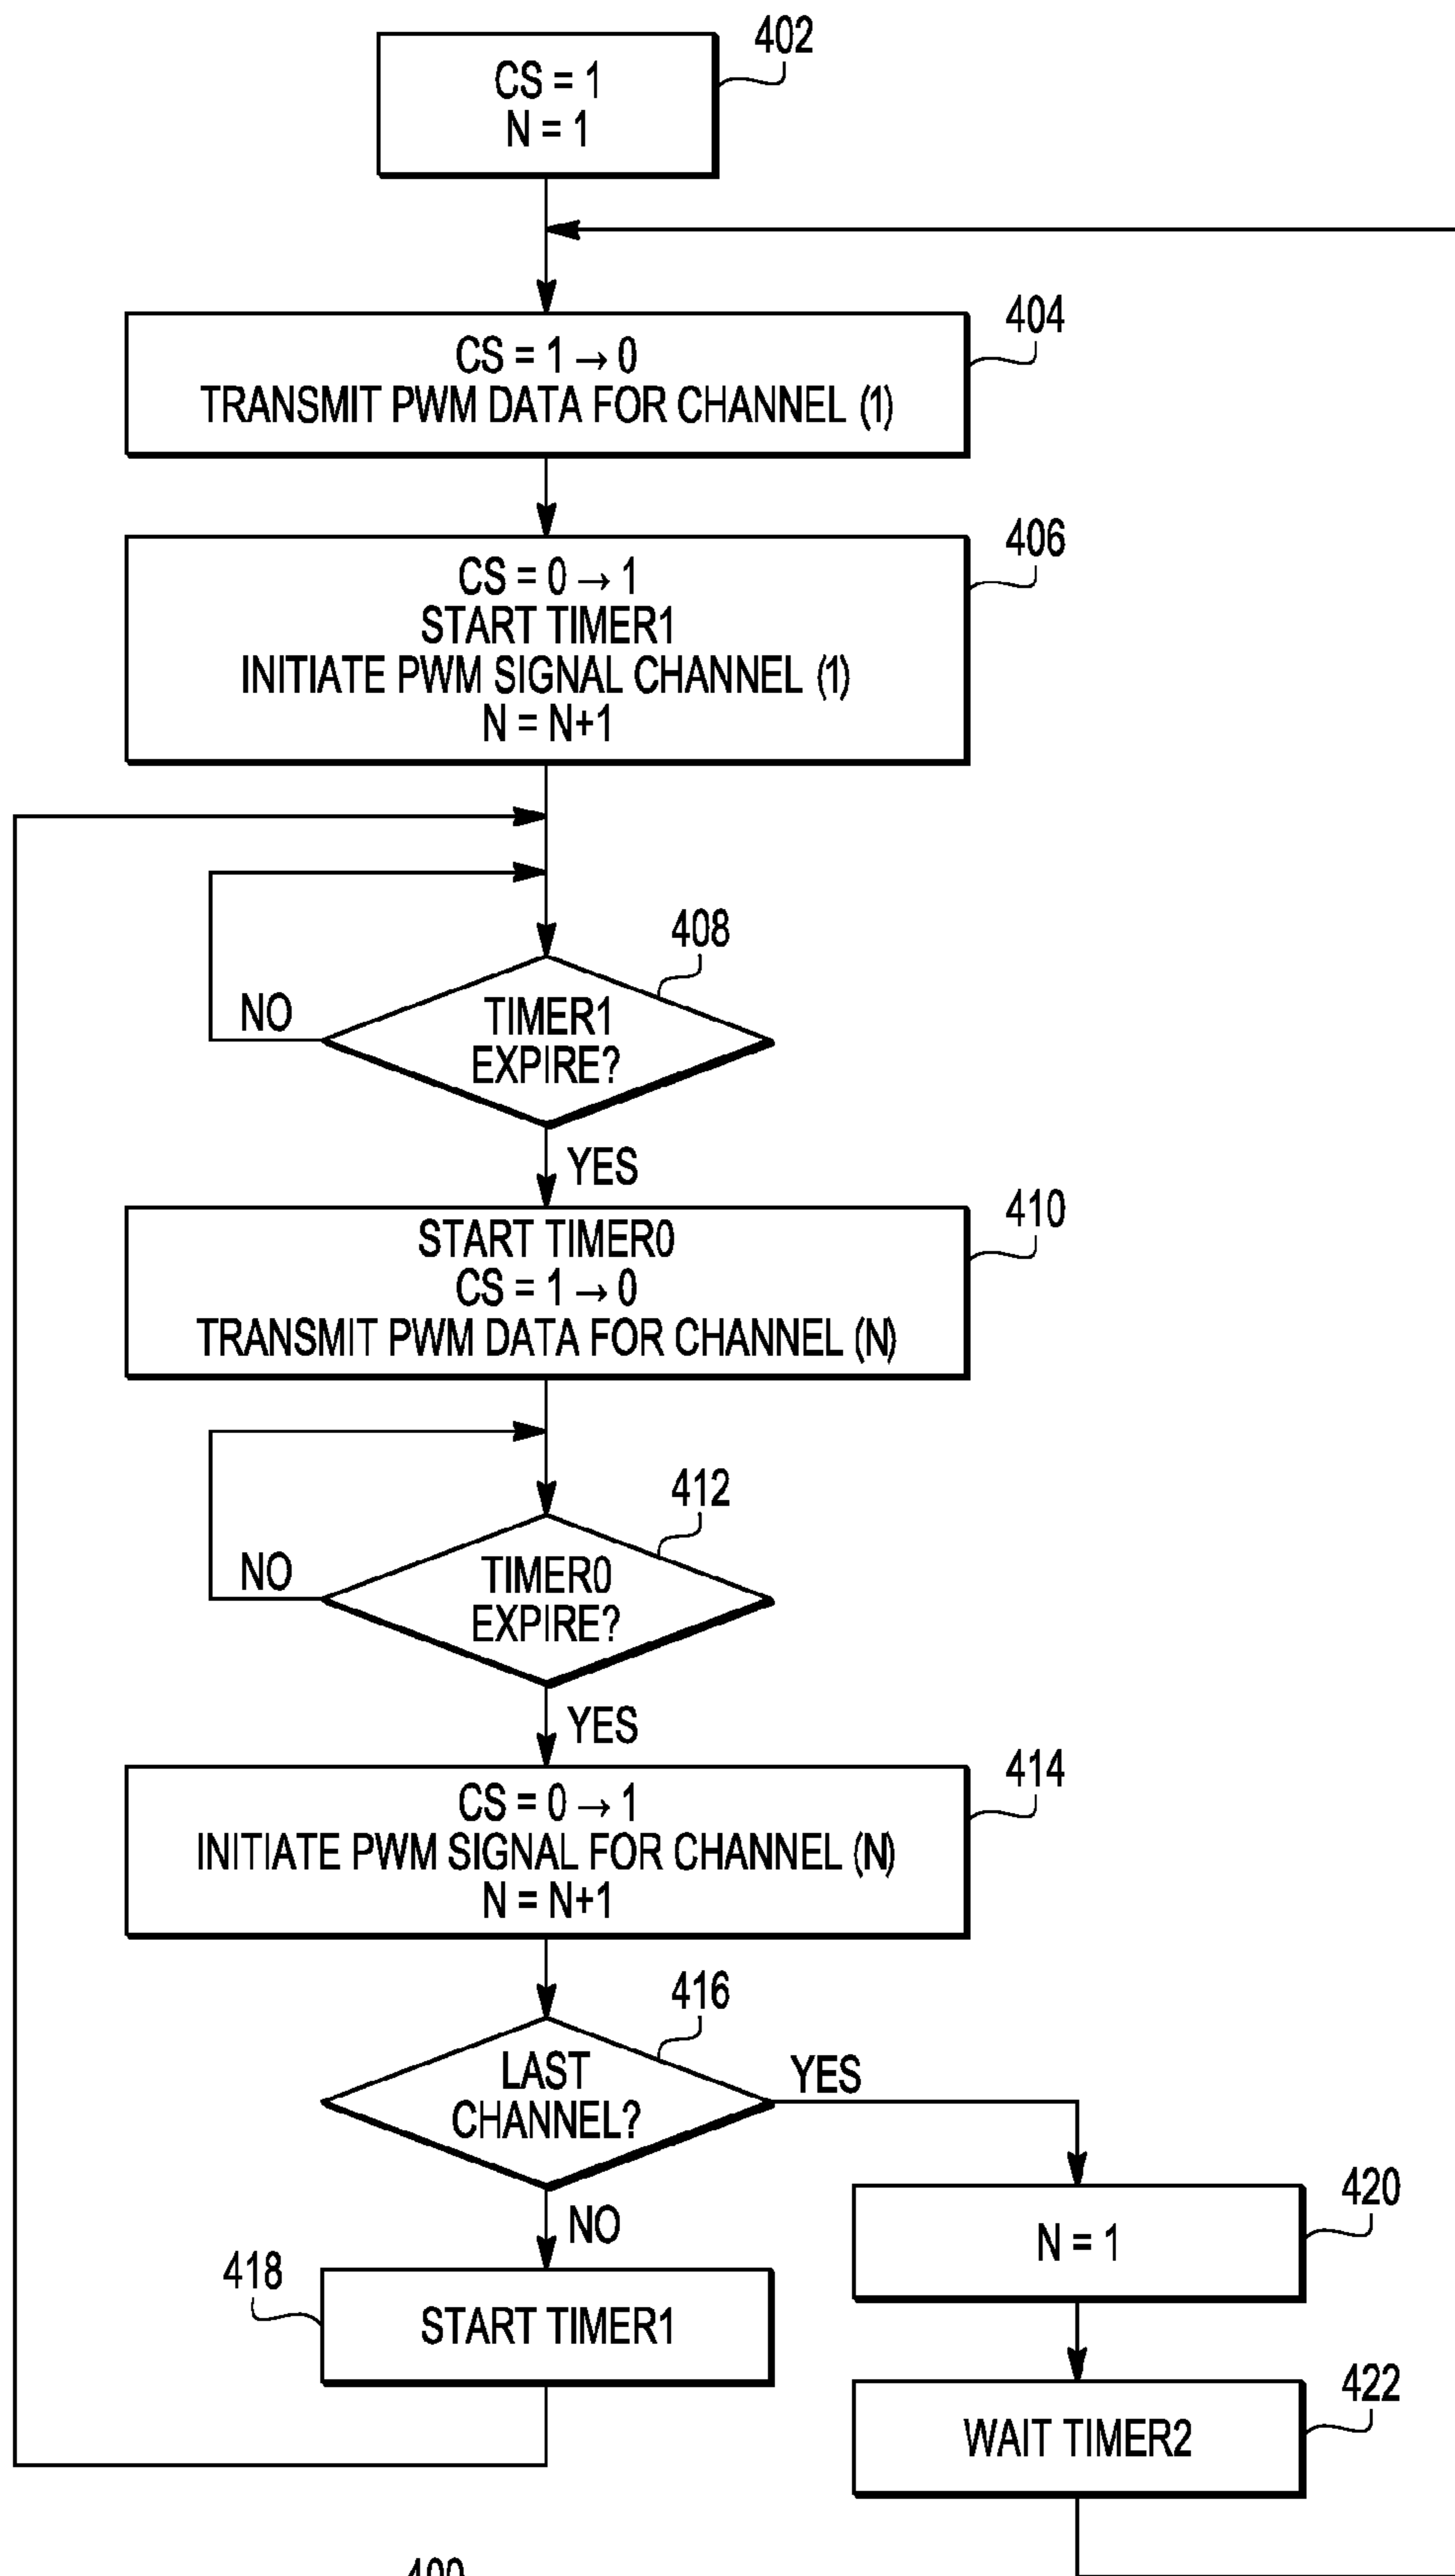 402
CS = 1
N = 1
404
CS = 1 → 0
TRANSMIT PWM DATA FOR CHANNEL (1)
406
CS = 0 → 1
START TIMER1
INITIATE PWM SIGNAL CHANNEL (1)
N = N+1
408
NO
TIMER1
EXPIRE?
YES
410
START TIMER0
CS = 1 → 0
TRANSMIT PWM DATA FOR CHANNEL (N)
412
NO
TIMER0
EXPIRE?
YES
414
CS = 0 → 1
INITIATE PWM SIGNAL FOR CHANNEL (N)
N = N+1
416
LAST
CHANNEL?
YES
NO
420
N = 1
418
START TIMER1
422
WAIT TIMER2